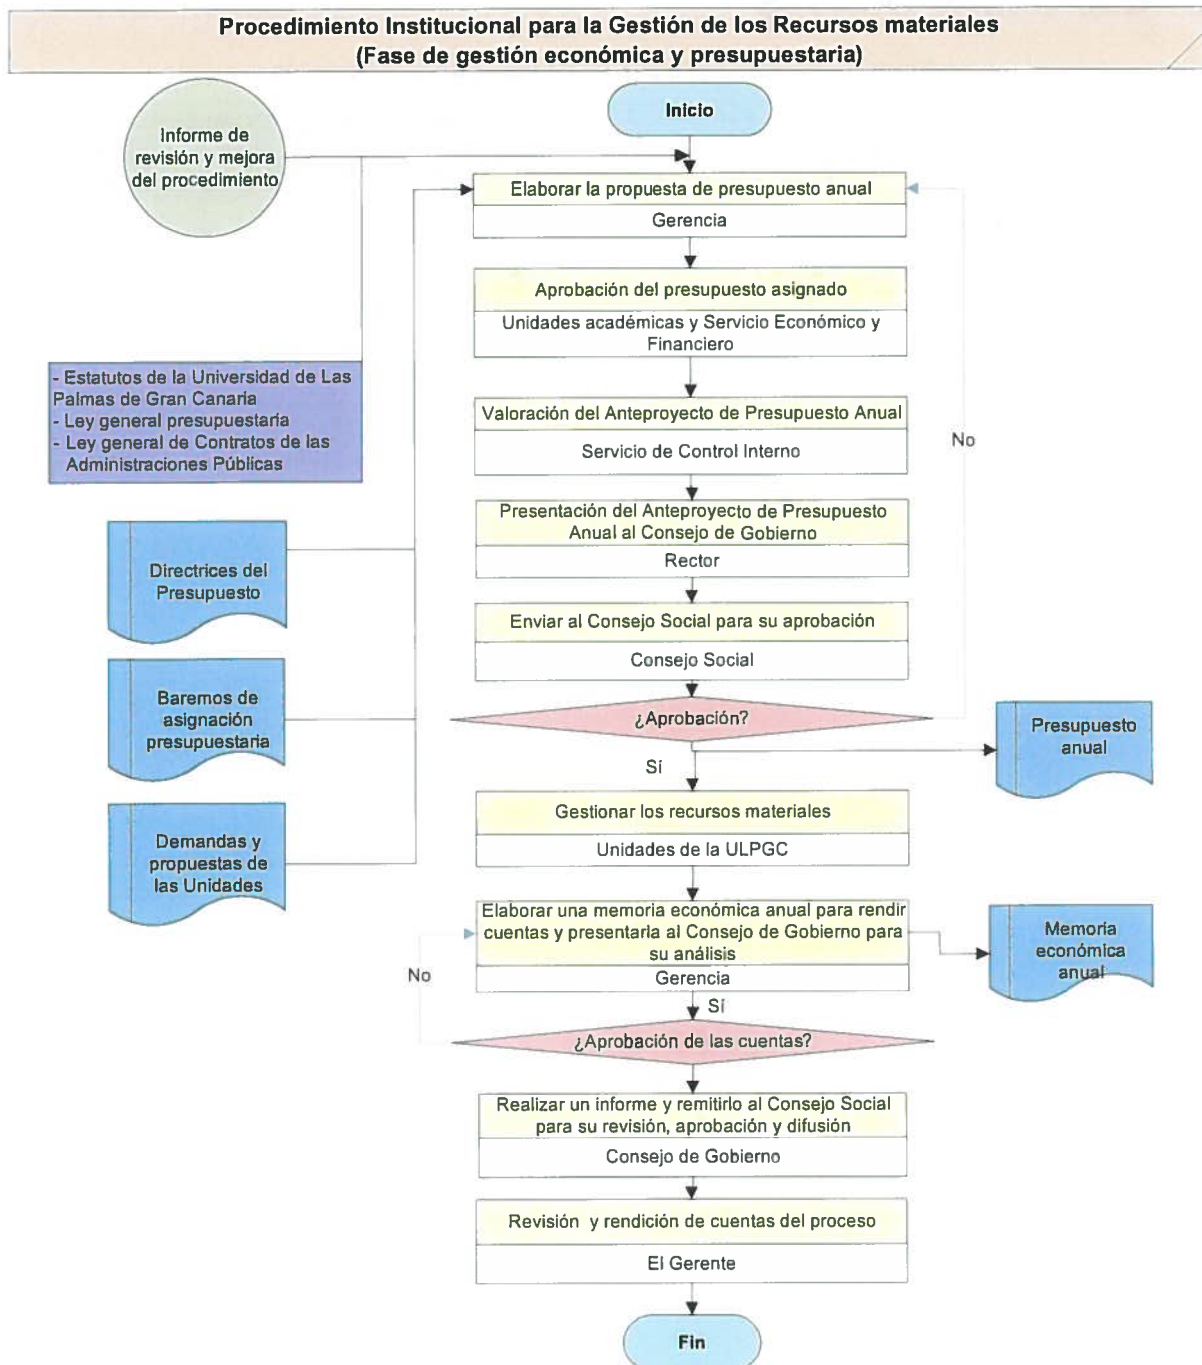 Procedimiento Institucional para la Gestión de los Recursos materiales
(Fase de gestión económica y presupuestaria)
Inicio
Informe de
revisión y mejora
del procedimiento
Elaborar la propuesta de presupuesto anual
Gerencia
Aprobación del presupuesto asignado
Unidades académicas y Servicio Económico y
Financiero
- Estatutos de la Universidad de Las
Palmas de Gran Canaria
- Ley general presupuestaria
- Ley general de Contratos de las
Administraciones Públicas
Valoración del Anteproyecto de Presupuesto Anual
Servicio de Control Interno
No
Presentación del Anteproyecto de Presupuesto
Anual al Consejo de Gobierno
Rector
Directrices del
Presupuesto
Enviar al Consejo Social para su aprobación
Consejo Social
Baremos de
asignación
presupuestaria
¿Aprobación?
Presupuesto
anual
Sí
Gestionar los recursos materiales
Unidades de la ULPGC
Demandas y
propuestas de
las Unidades
Elaborar una memoria económica anual para rendir
cuentas y presentarla al Consejo de Gobierno para
su análisis
Gerencia
Memoria
económica
anual
No
Sí
¿Aprobación de las cuentas?
Realizar un informe y remitirlo al Consejo Social
para su revisión, aprobación y difusión
Consejo de Gobierno
Revisión y rendición de cuentas del proceso
El Gerente
Fin